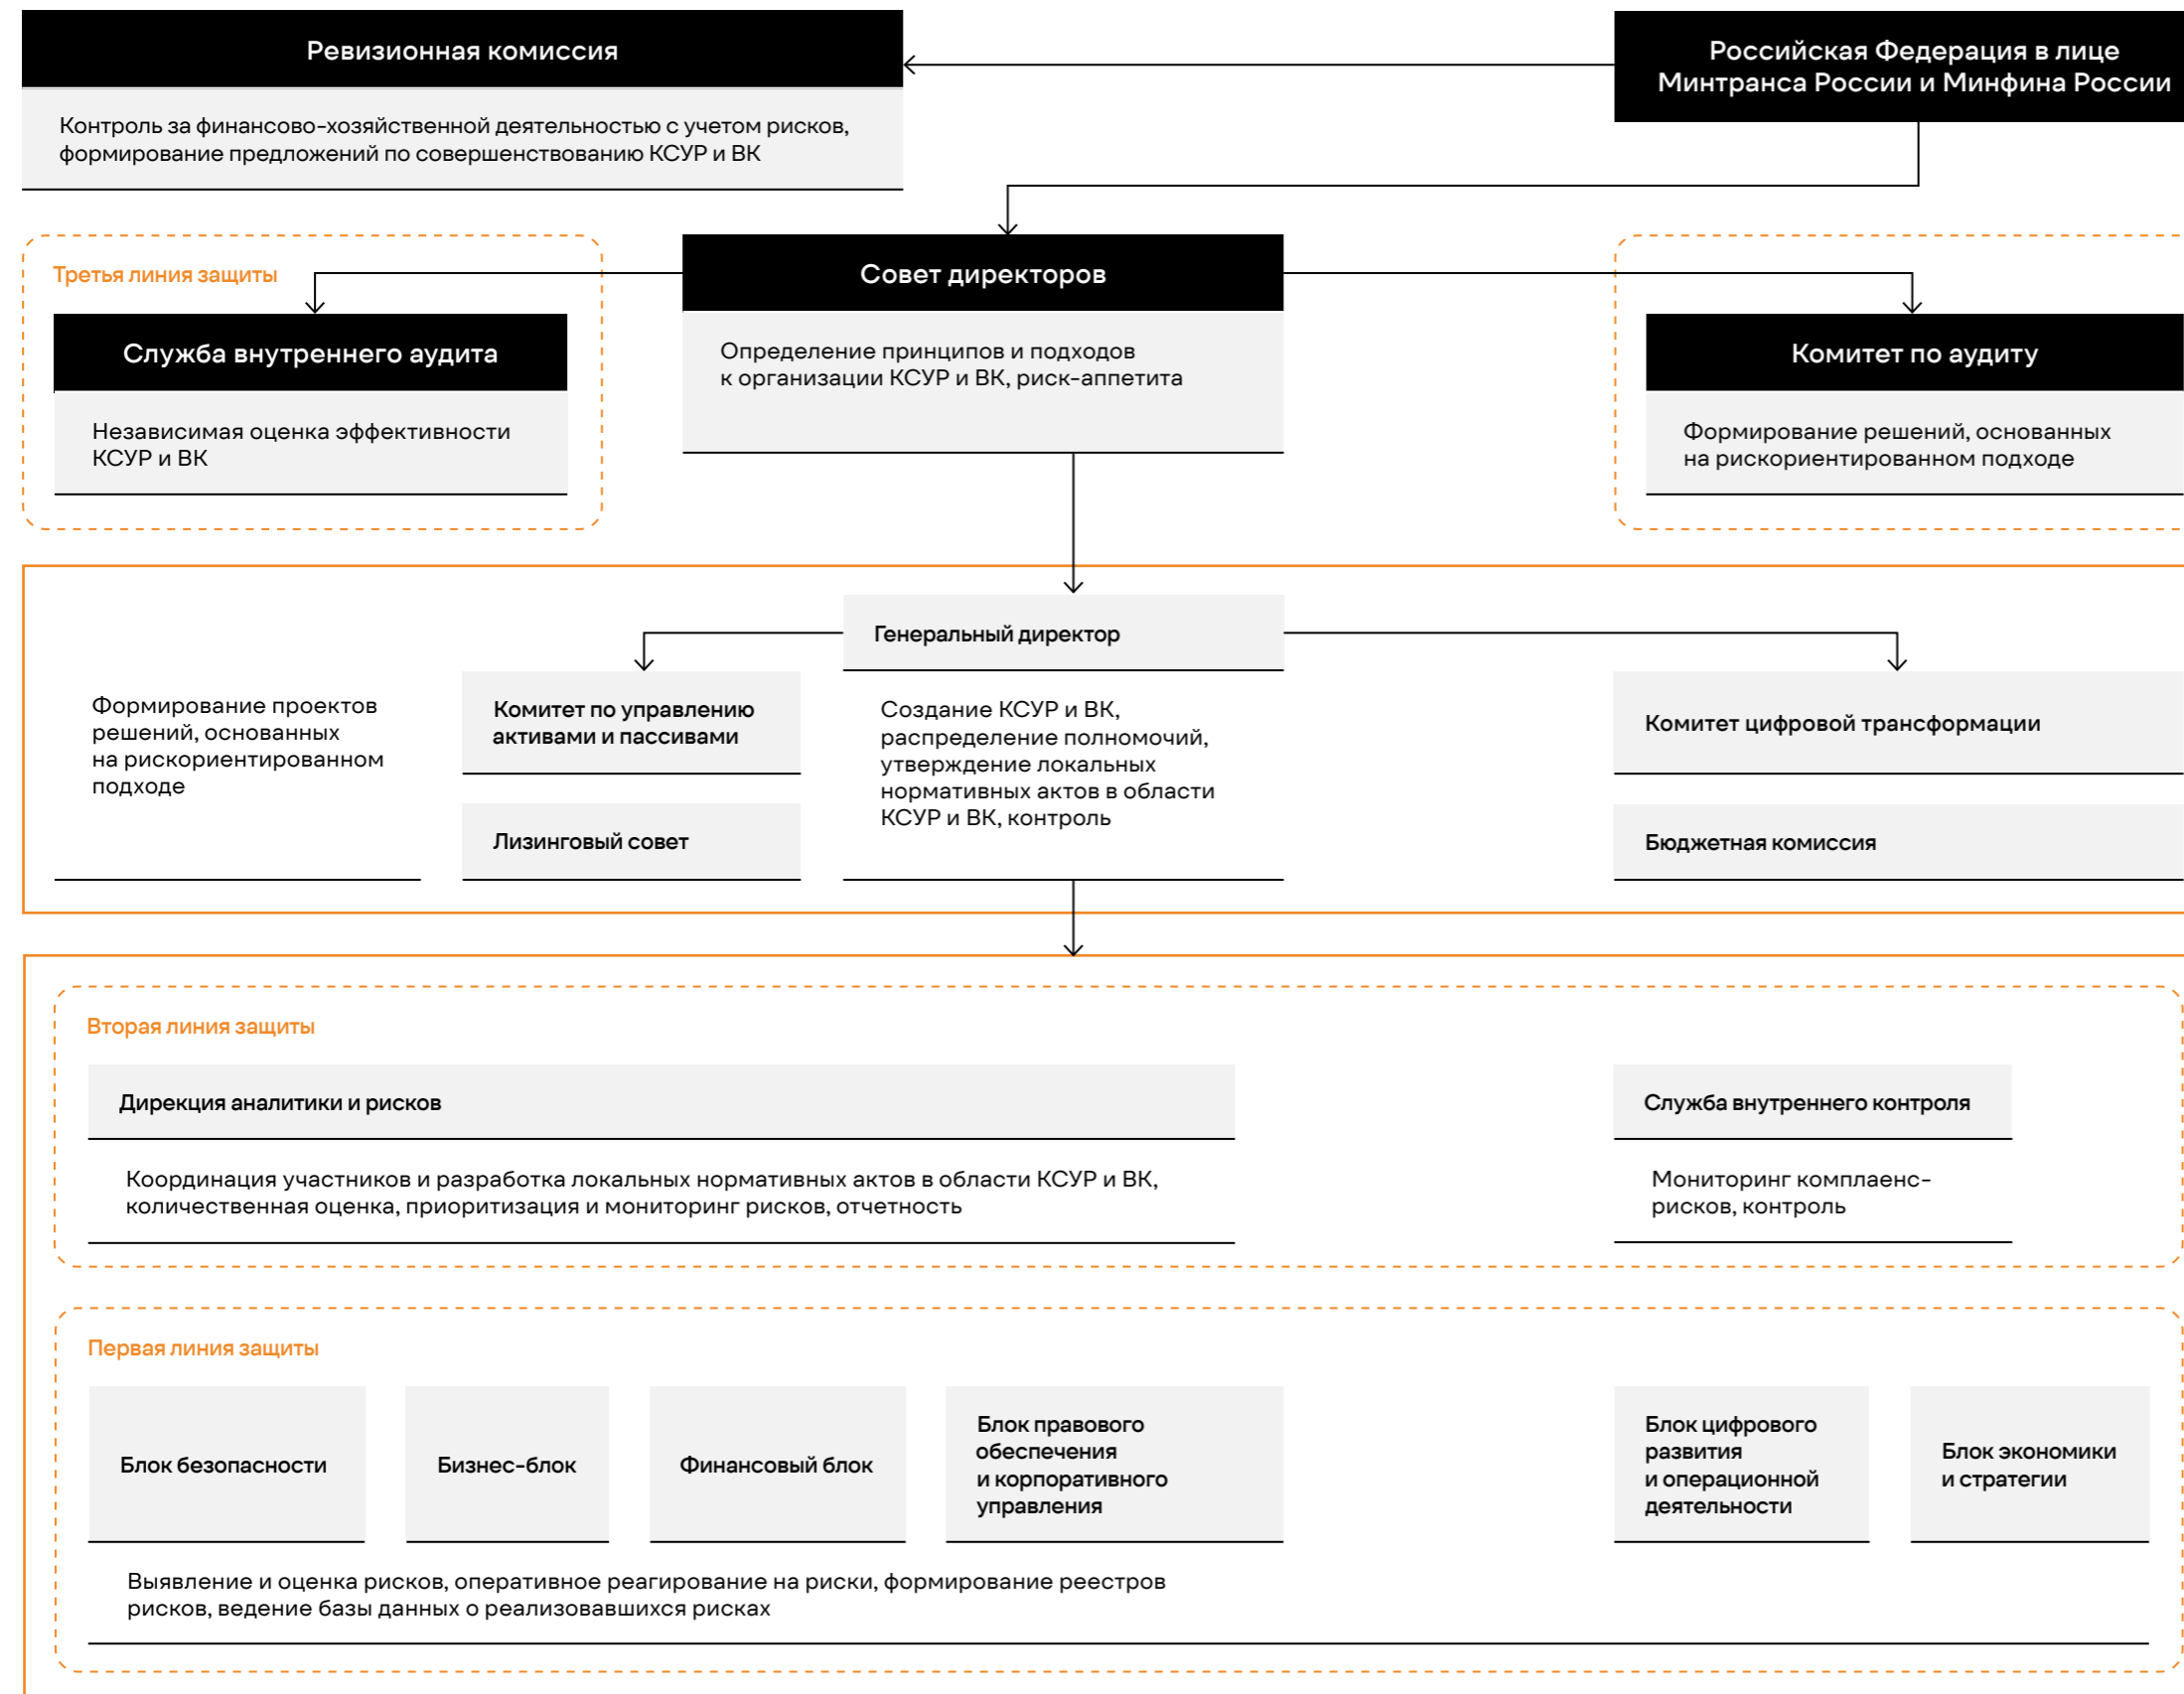 Ревизионная комиссия
Контроль за финансово-хозяйственной деятельностью с учетом рисков,
формирование предложений по совершенствованию КСУР и ВК
Российская Федерация в лице
Минтранса России и Минфина России
Третья линия защиты
Служба внутреннего аудита
Независимая оценка эффективности
КСУР и ВК
Совет директоров
Определение принципов и подходов
к организации КСУР и ВК, риск-аппетита
Комитет по аудиту
Формирование решений, основанных
на рискориентированном подходе
Формирование проектов
решений, основанных
на рискориентированном
подходе
Комитет по управлению
активами и пассивами
Лизинговый совет
Генеральный директор
Создание КСУР и ВК,
распределение полномочий,
утверждение локальных
нормативных актов в области
КСУР и ВК, контроль
Комитет цифровой трансформации
Бюджетная комиссия
Вторая линия защиты
Дирекция аналитики и рисков
Координация участников и разработка локальных нормативных актов в области КСУР и ВК,
количественная оценка, приоритизация и мониторинг рисков, отчетность
Служба внутреннего контроля
Мониторинг комплаенс-
рисков, контроль
Первая линия защиты
Блок безопасности
Бизнес-блок
Финансовый блок
Блок правового
обеспечения
и корпоративного
управления
Блок цифрового
развития
и операционной
деятельности
Блок экономики
и стратегии
Выявление и оценка рисков, оперативное реагирование на риски, формирование реестров
рисков, ведение базы данных о реализовавшихся рисках